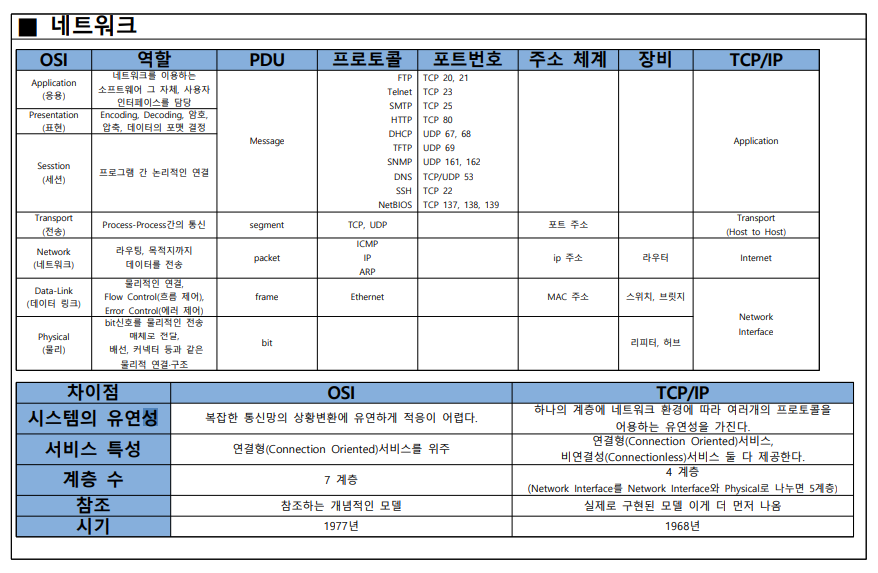 ■ 네트워크
OSI 역할 PDU 프로토콜 포트번호 주소 체계 장비 TCP/IP
Application
(응용)
네트워크를 이용하는
소프트웨어 그 자체, 사용자
인터페이스를 담당
Presentation
(표현)
Encoding, Decoding, 암호,
압축, 데이터의 포맷 결정
Sesstion
(세션)
프로그램 간 논리적인 연결
Message
FTP TCP 20, 21
Telnet TCP 23
SMTP TCP 25
HTTP TCP 80
DHCP UDP 67, 68
TFTP UDP 69
SNMP UDP 161, 162
DNS TCP/UDP 53
SSH TCP 22
NetBIOS TCP 137, 138, 139
Application
Transport
(전송)
Process-Process간의 통신
segment
TCP, UDP
포트 주소
Transport
(Host to Host)
Network
(네트워크)
라우팅, 목적지까지
데이터를 전송
packet
ICMP
IP
ARP
ip 주소
라우터
Internet
Data-Link
(데이터 링크)
물리적인 연결,
Flow Control(흐름 제어),
Error Control(에러 제어)
frame
Ethernet
MAC 주소
스위치, 브릿지
Network
Interface
Physical
(물리)
bit신호를 물리적인 전송
매체로 전달,
배선, 커넥터 등과 같은
물리적 연결·구조
bit
리피터, 허브
차이점 OSI TCP/IP
시스템의 유연성
복잡한 통신망의 상황변환에 유연하게 적응이 어렵다.
하나의 계층에 네트워크 환경에 따라 여러개의 프로토콜을
어용하는 유연성을 가진다.
서비스 특성
연결형(Connection Oriented)서비스를 위주
연결형(Connection Oriented)서비스,
비연결성(Connectionless)서비스 둘 다 제공한다.
계층 수
7 계층
4 계층
(Network Interface를 Network Interface와 Physical로 나누면 5계층)
참조
참조하는 개념적인 모델
실제로 구현된 모델 이게 더 먼저 나옴
시기
1977년
1968년